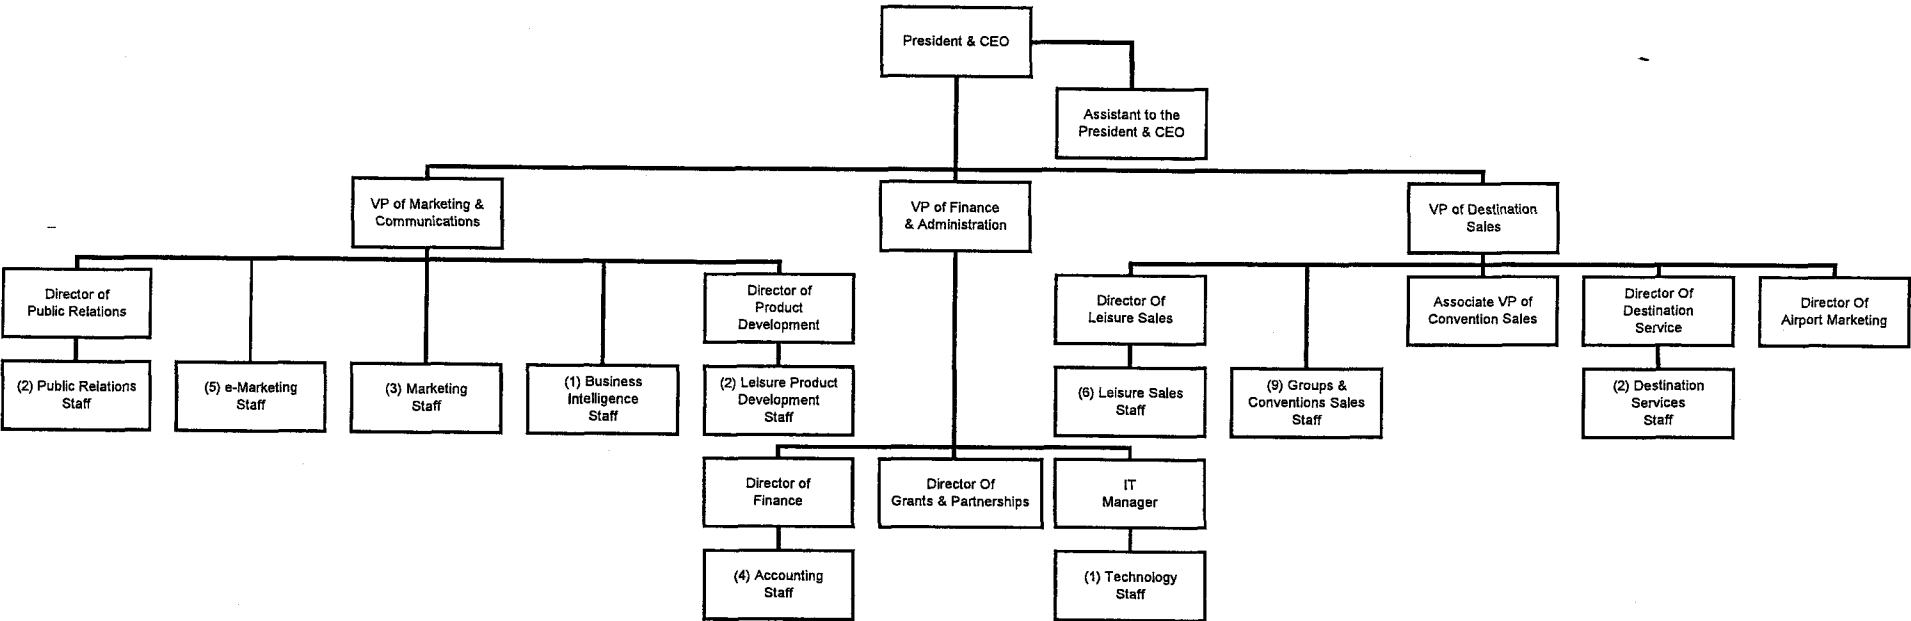 President & CEO
Assistant to the
President & CEO
VP of Marketing &
Communications
VP of Finance
& Administration
VP of Destination
Sales
Director of
Public Relations
Director of
Product
Development
Director Of
Leisure Sales
Associate VP of
Convention Sales
Director Of
Destination
Service
Director Of
Airport Marketing
(2) Public Relations
Staff
(5) e-Marketing
Staff
(3) Marketing
Staff
(1) Business
Intelligence
Staff
(2) Leisure Product
Development
Staff
(6) Leisure Sales
Staff
(9) Groups &
Conventions Sales
Staff
(2) Destination
Services
Staff
Director of
Finance
Director Of
Grants & Partnerships
IT
Manager
(4) Accounting
Staff
(1) Technology
Staff